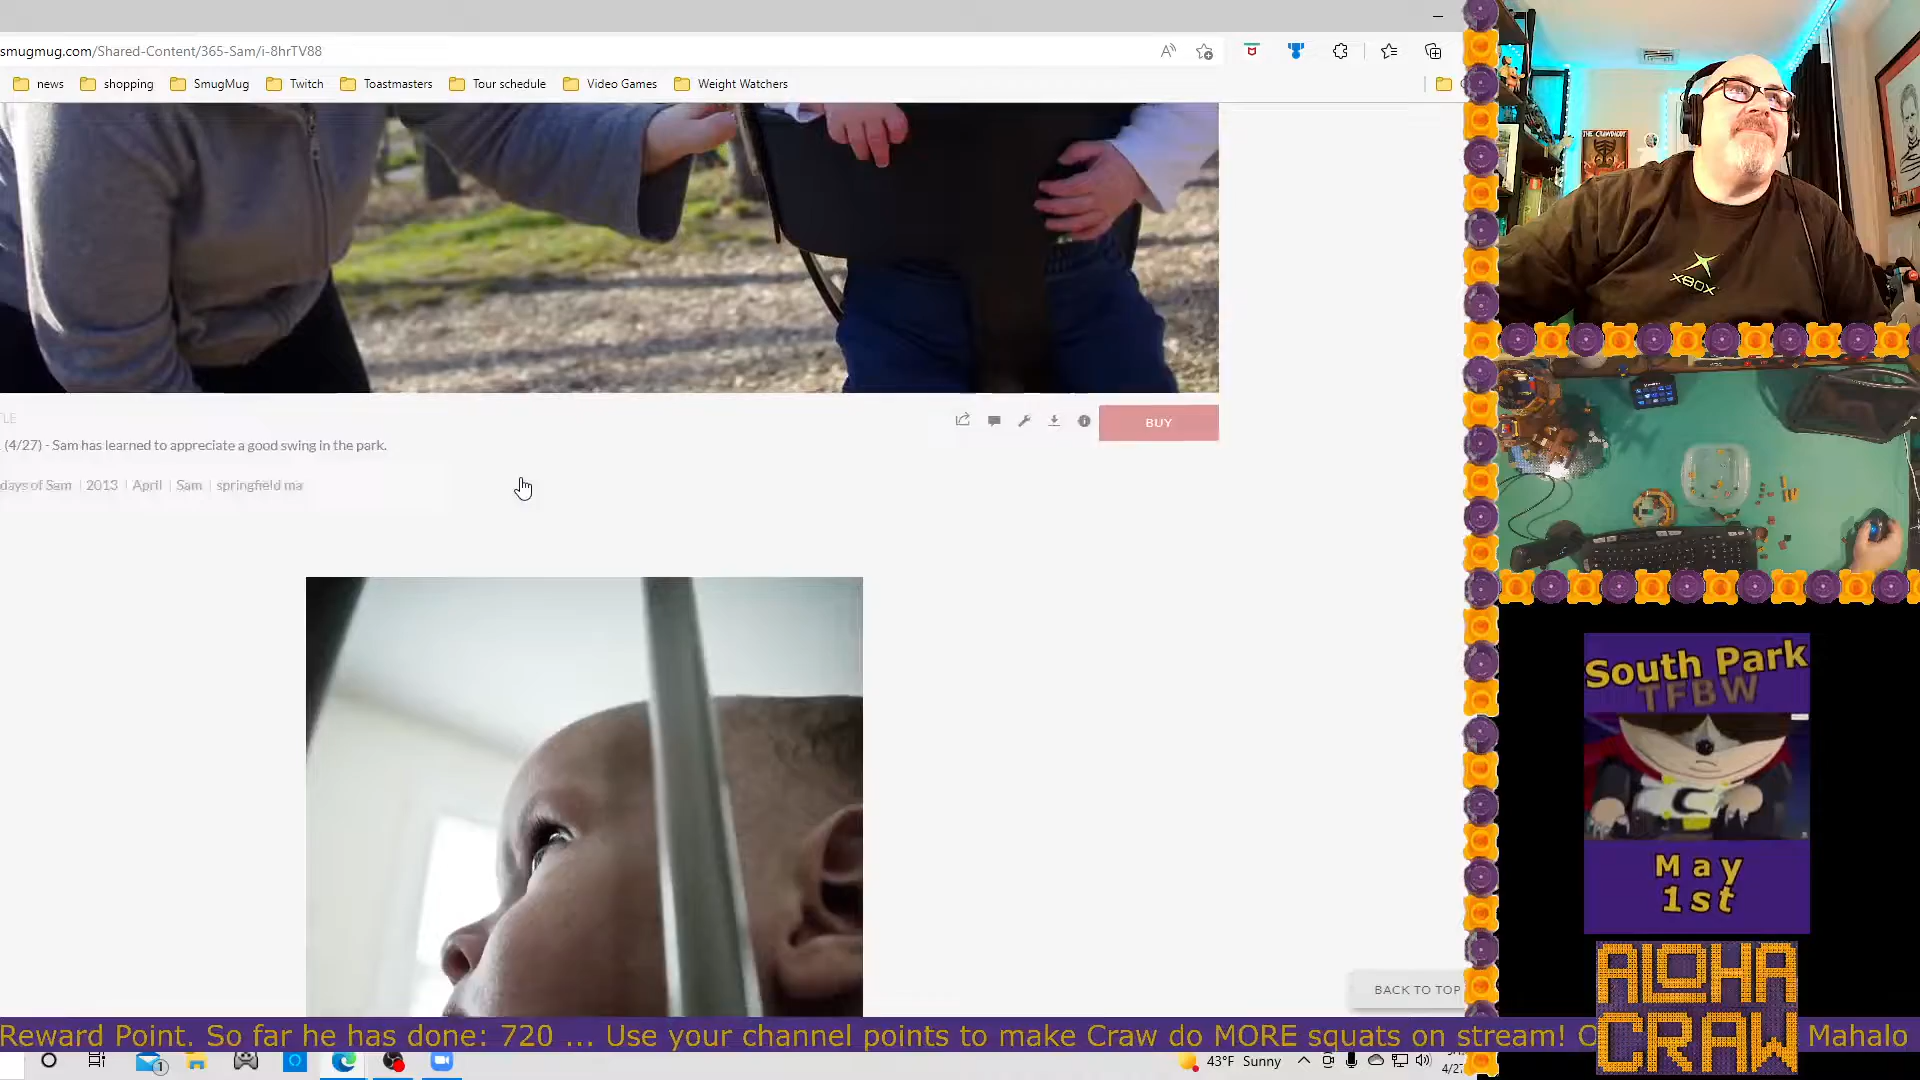 smugmug.com/Shared-Content/365-Sam/i-8hrTV88
news shopping SmugMug Twitch Toastmasters Tour schedule Video Games Weight Watchers
THE CRAWDADDY
XBOX
BUY
(4/27) - Sam has learned to appreciate a good swing in the park.
days of Sam 2013 April Sam springfield ma
South Park
TFBW
C
May
1st
BACK TO TOP
ALOHA
CRAW
Reward Point. So far he has done: 720 ... Use your channel points to make Craw do MORE squats on stream! Mahalo
1
43°F Sunny